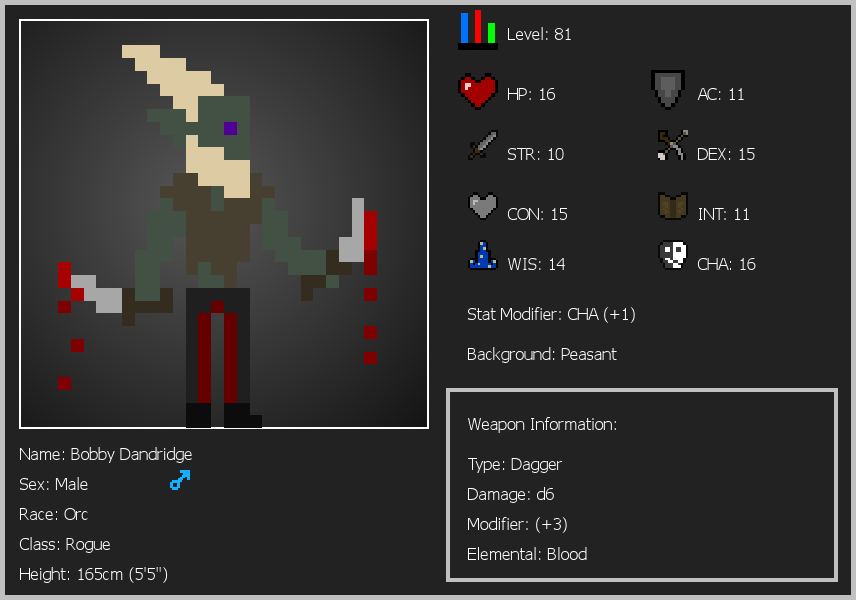 Level: 81
HP: 16
AC: 11
STR: 10
DEX: 15
CON: 15
INT: 11
WIS: 14
CHA: 16
Stat Modifier: CHA (+1)
Background: Peasant
Weapon Information:
Type: Dagger
Damage: d6
Modifier: (+3)
Elemental: Blood
Name: Bobby Dandridge
Sex: Male
Race: Orc
Class: Rogue
Height: 165cm (5'5")